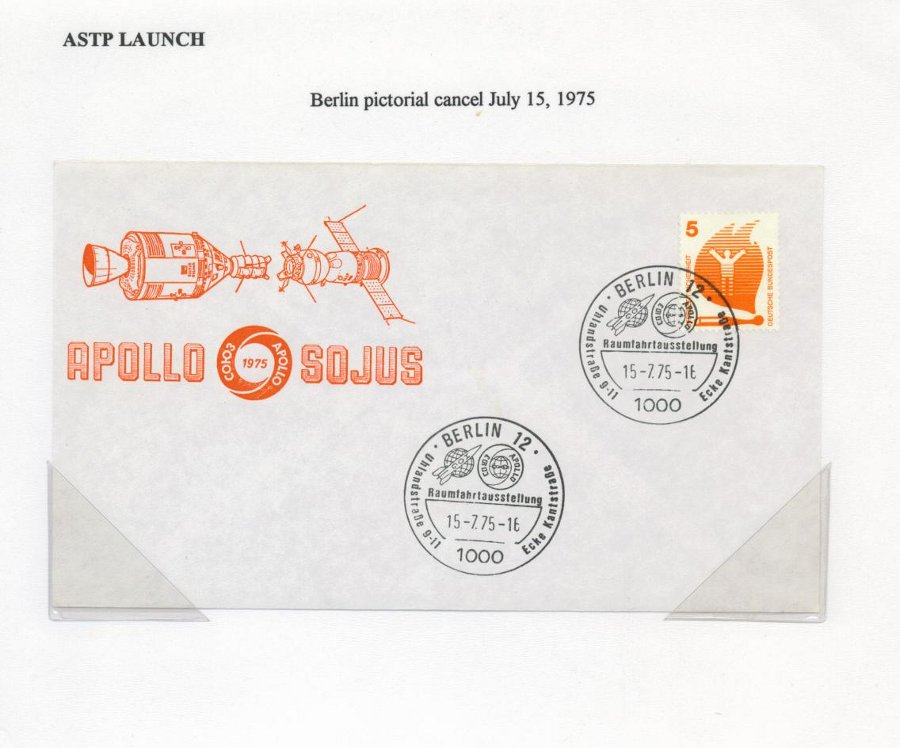 ASTP LAUNCH
Berlin pictorial cancel July 15, 1975
APOLLO СОЮЗ 1975 APOLLO SOJUS
5
DEUTSCHE BUNDESPOST
· BERLIN 12 ·
СОЮЗ APOLLO
Raumfahrtausstellung
Uhlandstraße 9-11
15-7.75-16
Ecke Kantstraße
1000
· BERLIN 12 ·
СОЮЗ APOLLO
Raumfahrtausstellung
Uhlandstraße 9-11
15-7.75-16
Ecke Kantstraße
1000